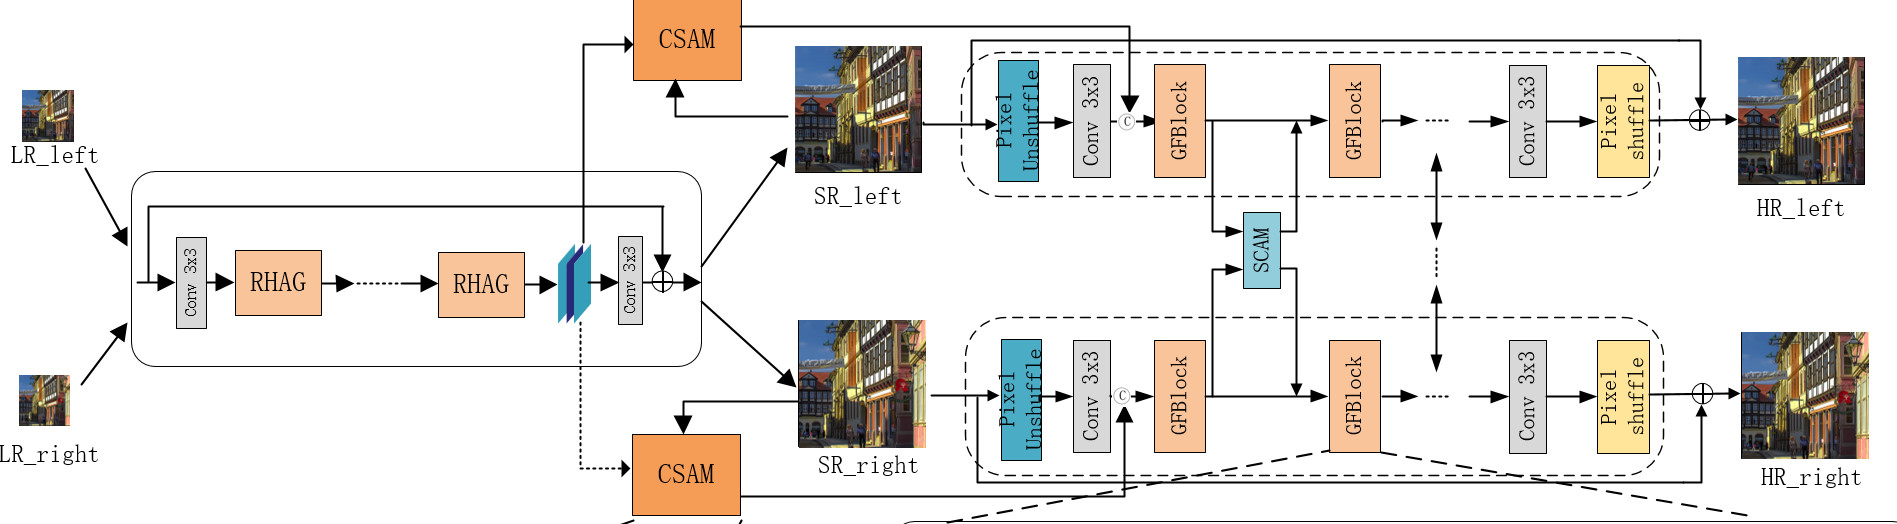 CSAM
LR_left
SR_left
Pixel
Unshuffle
Conv 3x3
C
GFBlock
GFBlock
Conv 3x3
Pixel
shuffle
HR_left
Conv 3x3
RHAG
RHAG
Conv 3x3
SCAM
LR_right
CSAM
SR_right
Pixel
Unshuffle
Conv 3x3
C
GFBlock
GFBlock
Conv 3x3
Pixel
shuffle
HR_right